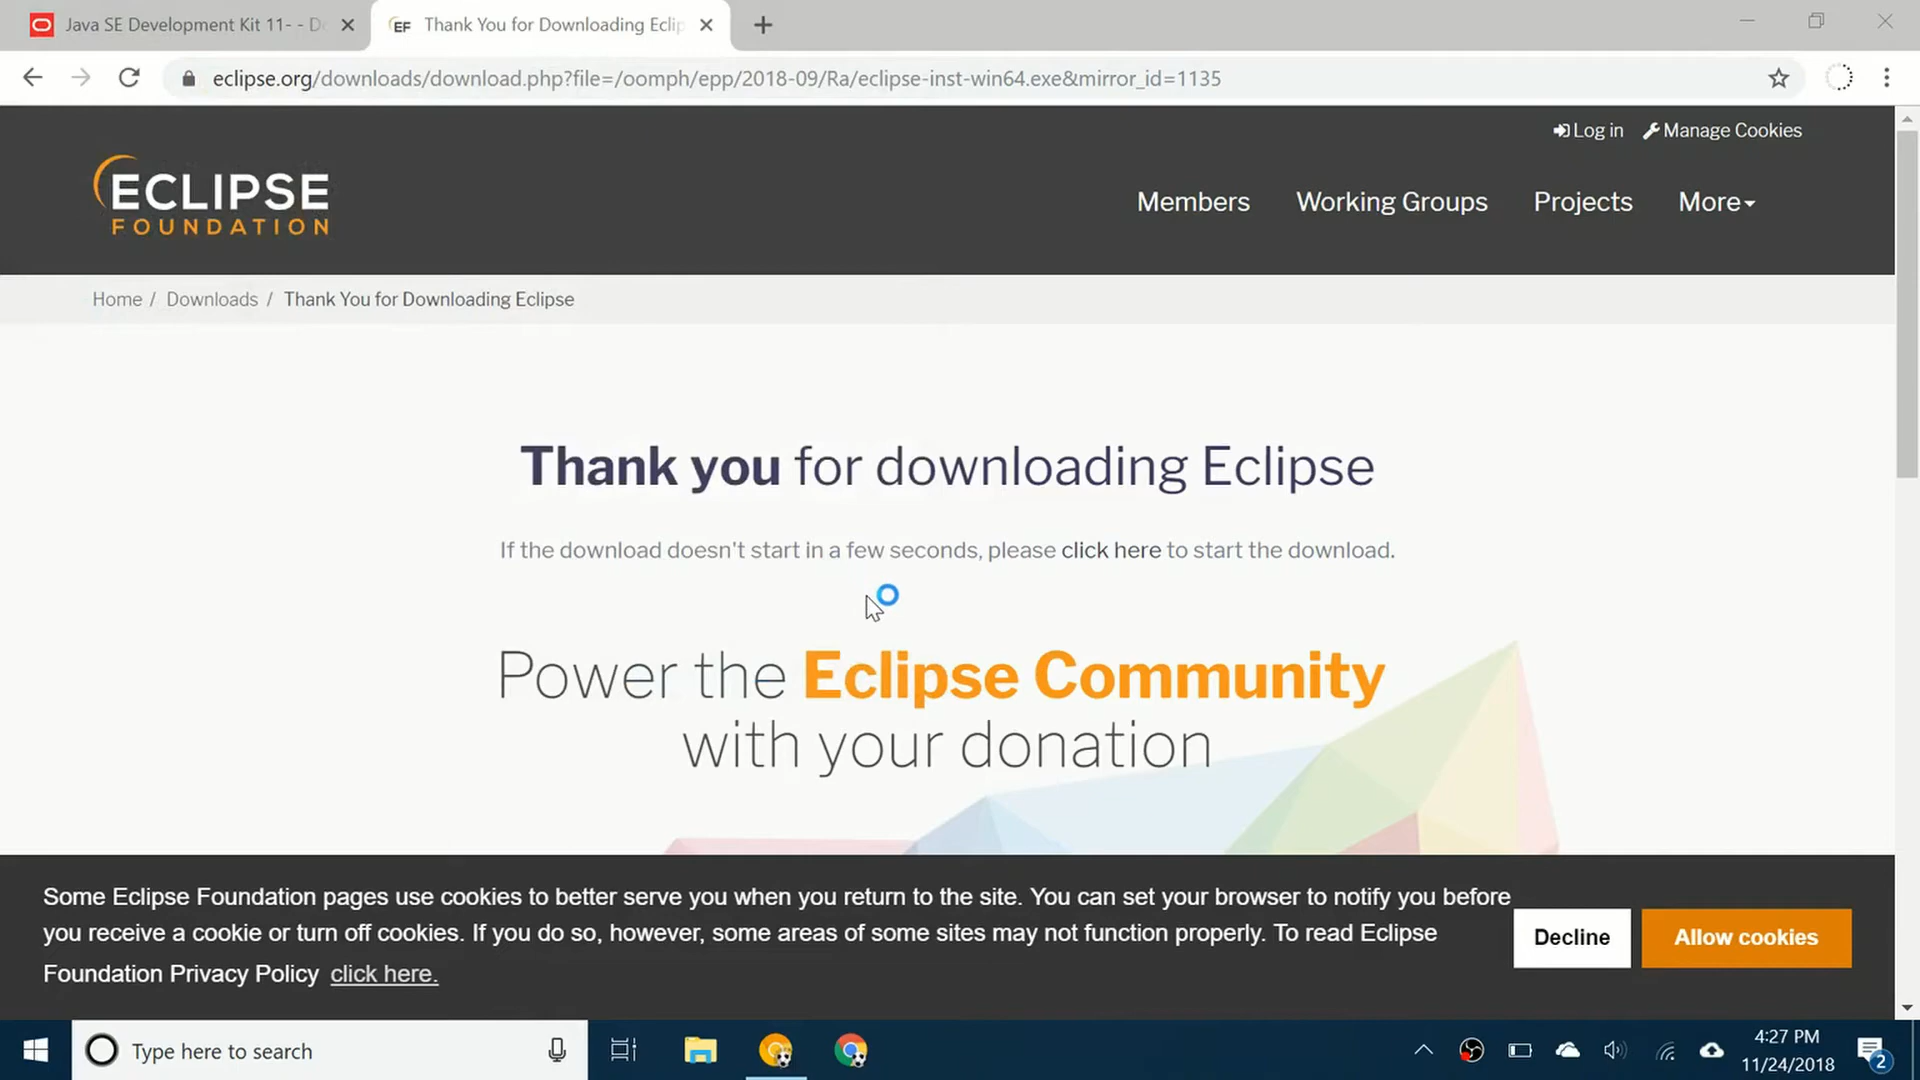 Java SE Development Kit 11- - D
Thank You for Downloading Eclip
eclipse.org/downloads/download.php?file=/oomph/epp/2018-09/Ra/eclipse-inst-win64.exe&mirror_id=1135
Log in Manage Cookies
ECLIPSE
FOUNDATION
Members Working Groups Projects More
Home / Downloads / Thank You for Downloading Eclipse
Thank you for downloading Eclipse
If the download doesn't start in a few seconds, please click here to start the download.
Power the Eclipse Community
with your donation
Some Eclipse Foundation pages use cookies to better serve you when you return to the site. You can set your browser to notify you before
you receive a cookie or turn off cookies. If you do so, however, some areas of some sites may not function properly. To read Eclipse
Foundation Privacy Policy click here.
Decline
Allow cookies
Type here to search
4:27 PM
11/24/2018
2